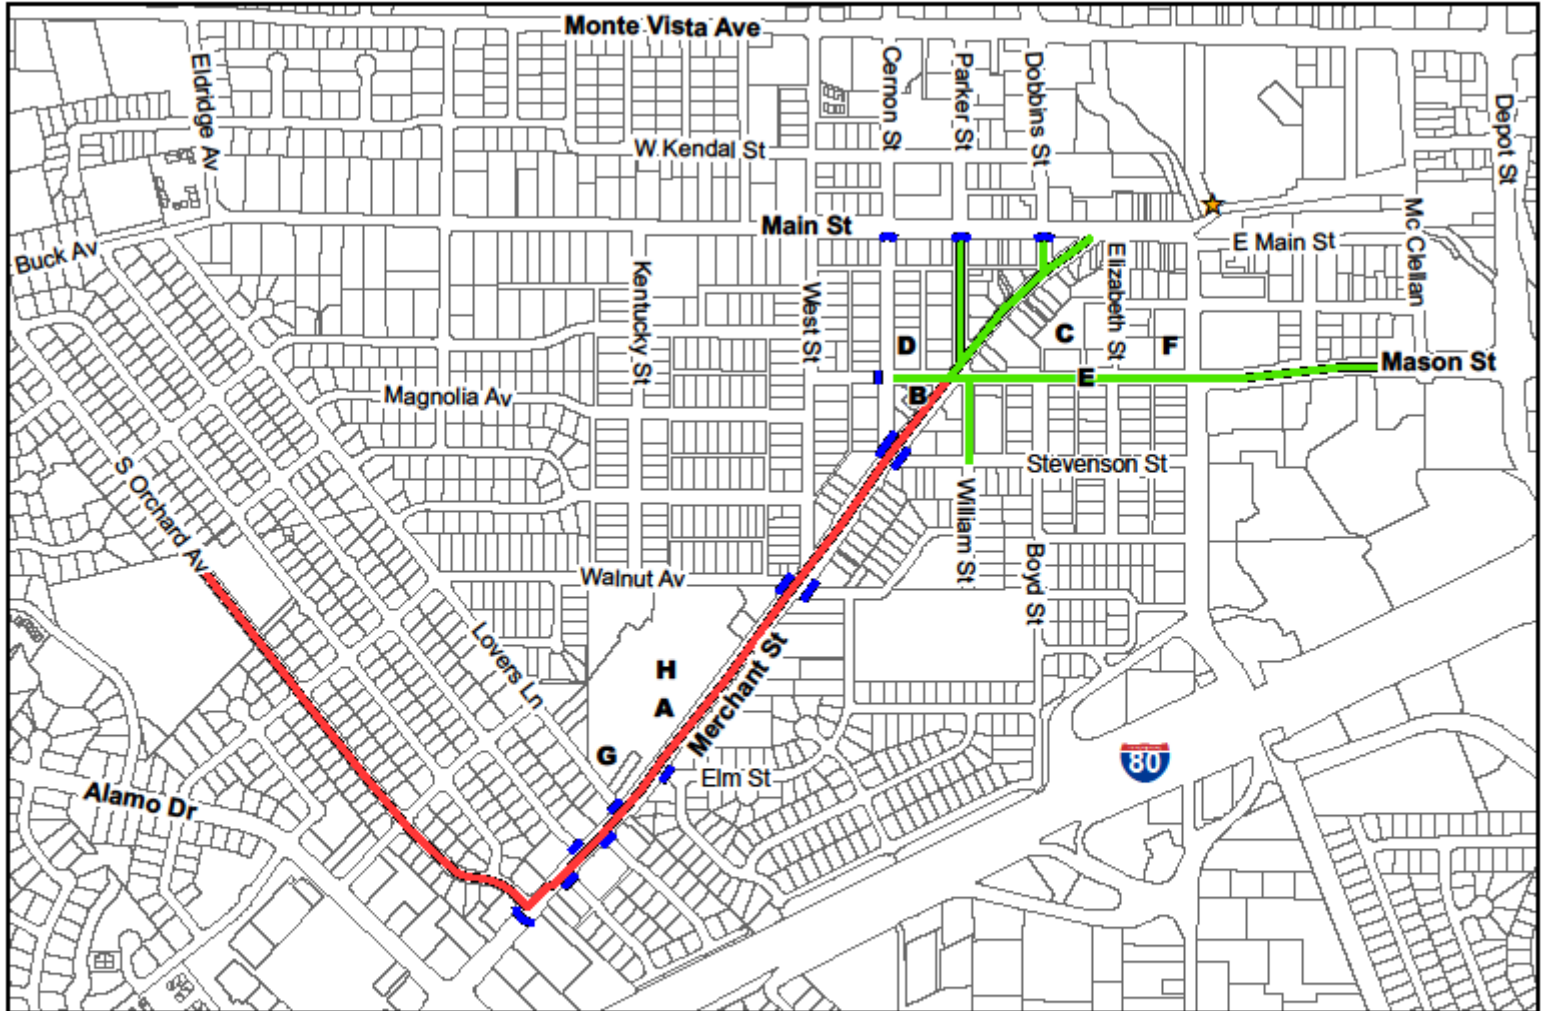 Monte Vista Ave
Eldridge Av
Cernon St
Parker St
Dobbins St
Depot St
W Kendal St
Main St
E Main St
Mc Clellan
Buck Av
Kentucky St
West St
Elizabeth St
D
C
F
Mason St
E
B
Magnolia Av
S Orchard Av
Stevenson St
William St
Boyd St
Walnut Av
Lovers Ln
H
A
Merchant St
G
Elm St
80
Alamo Dr